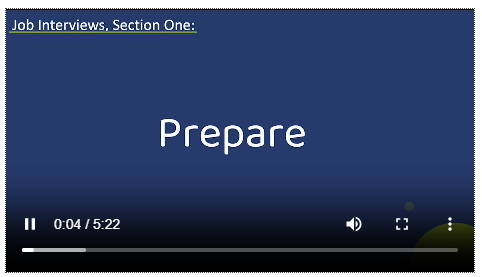 Job Interviews, Section One:
Prepare
0:04 / 5:22